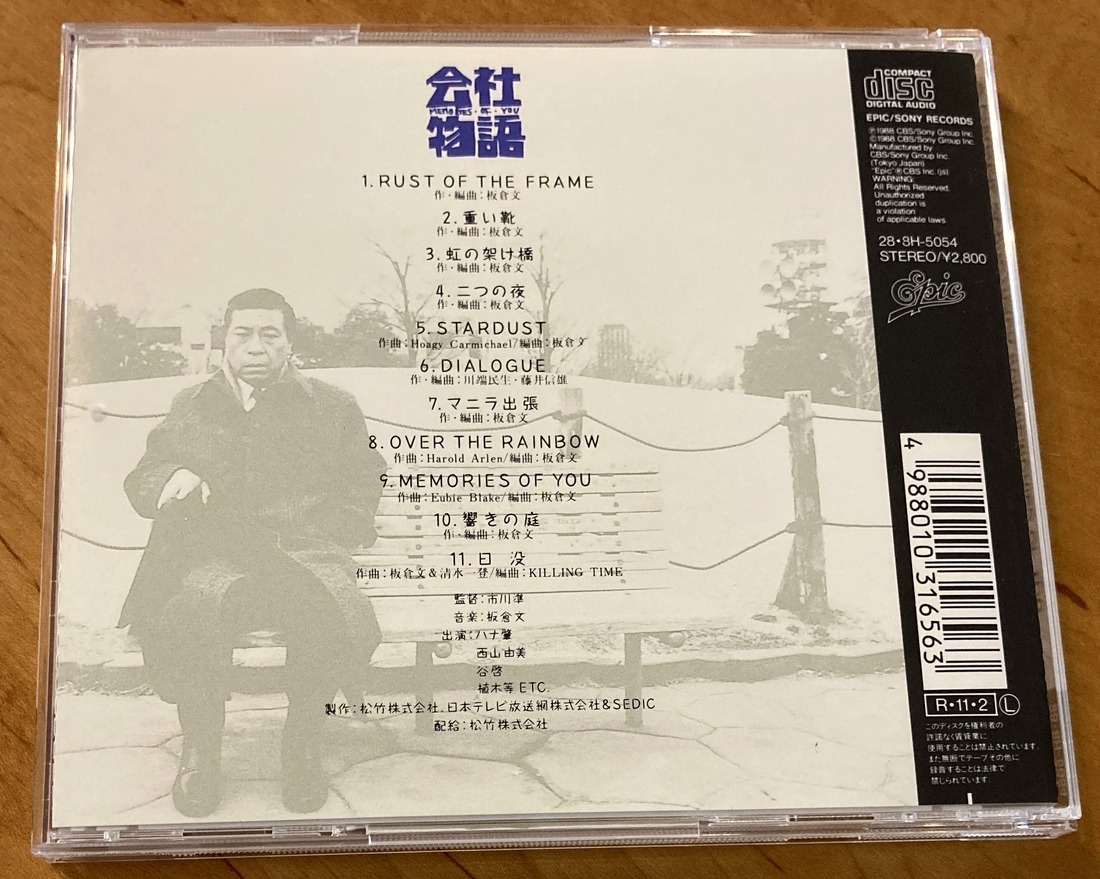 会社
MEMORIES・OF・YOU
物語
1.RUST OF THE FRAME
作・編曲：板倉文
2.重い靴
作・編曲：板倉文
3.虹の架け橋
作・編曲：板倉文
4.二つの夜
作・編曲：板倉文
5.STARDUST
作曲：Hoagy Carmichael/編曲：板倉文
6.DIALOGUE
作・編曲：川端民生・藤井信雄
7.マニラ出張
作・編曲：板倉文
8.OVER THE RAINBOW
作曲：Harold Arlen/編曲：板倉文
9.MEMORIES OF YOU
作曲：Eubie Blake/編曲：板倉文
10.響きの庭
作・編曲：板倉文
11.日 没
作曲：板倉文＆清水一登/編曲：KILLING TIME
監督：市川準
音楽：板倉文
出演：ハナ肇
西山由美
谷啓
植木等 ETC.
製作：松竹株式会社、日本テレビ放送網株式会社&SEDIC
配給：松竹株式会社
COMPACT
disc
DIGITAL AUDIO
EPIC/SONY RECORDS
℗1988 CBS/Sony Group Inc.
©1988 CBS/Sony Group Inc.
Manufactured by
CBS/Sony Group Inc.
(Tokyo Japan)
"Epic"®CBS Inc.(js)
WARNING:
All Rights Reserved.
Unauthorized
duplication is
a violation
of applicable laws.
28・8H-5054
STEREO/¥2,800
Epic
4 988010 316563
R・11・2 Ⓛ
このディスクを権利者の
許諾なく賃貸業に
使用することは禁止されています。
また無断でテープその他に
録音することは法律で
禁じられています。